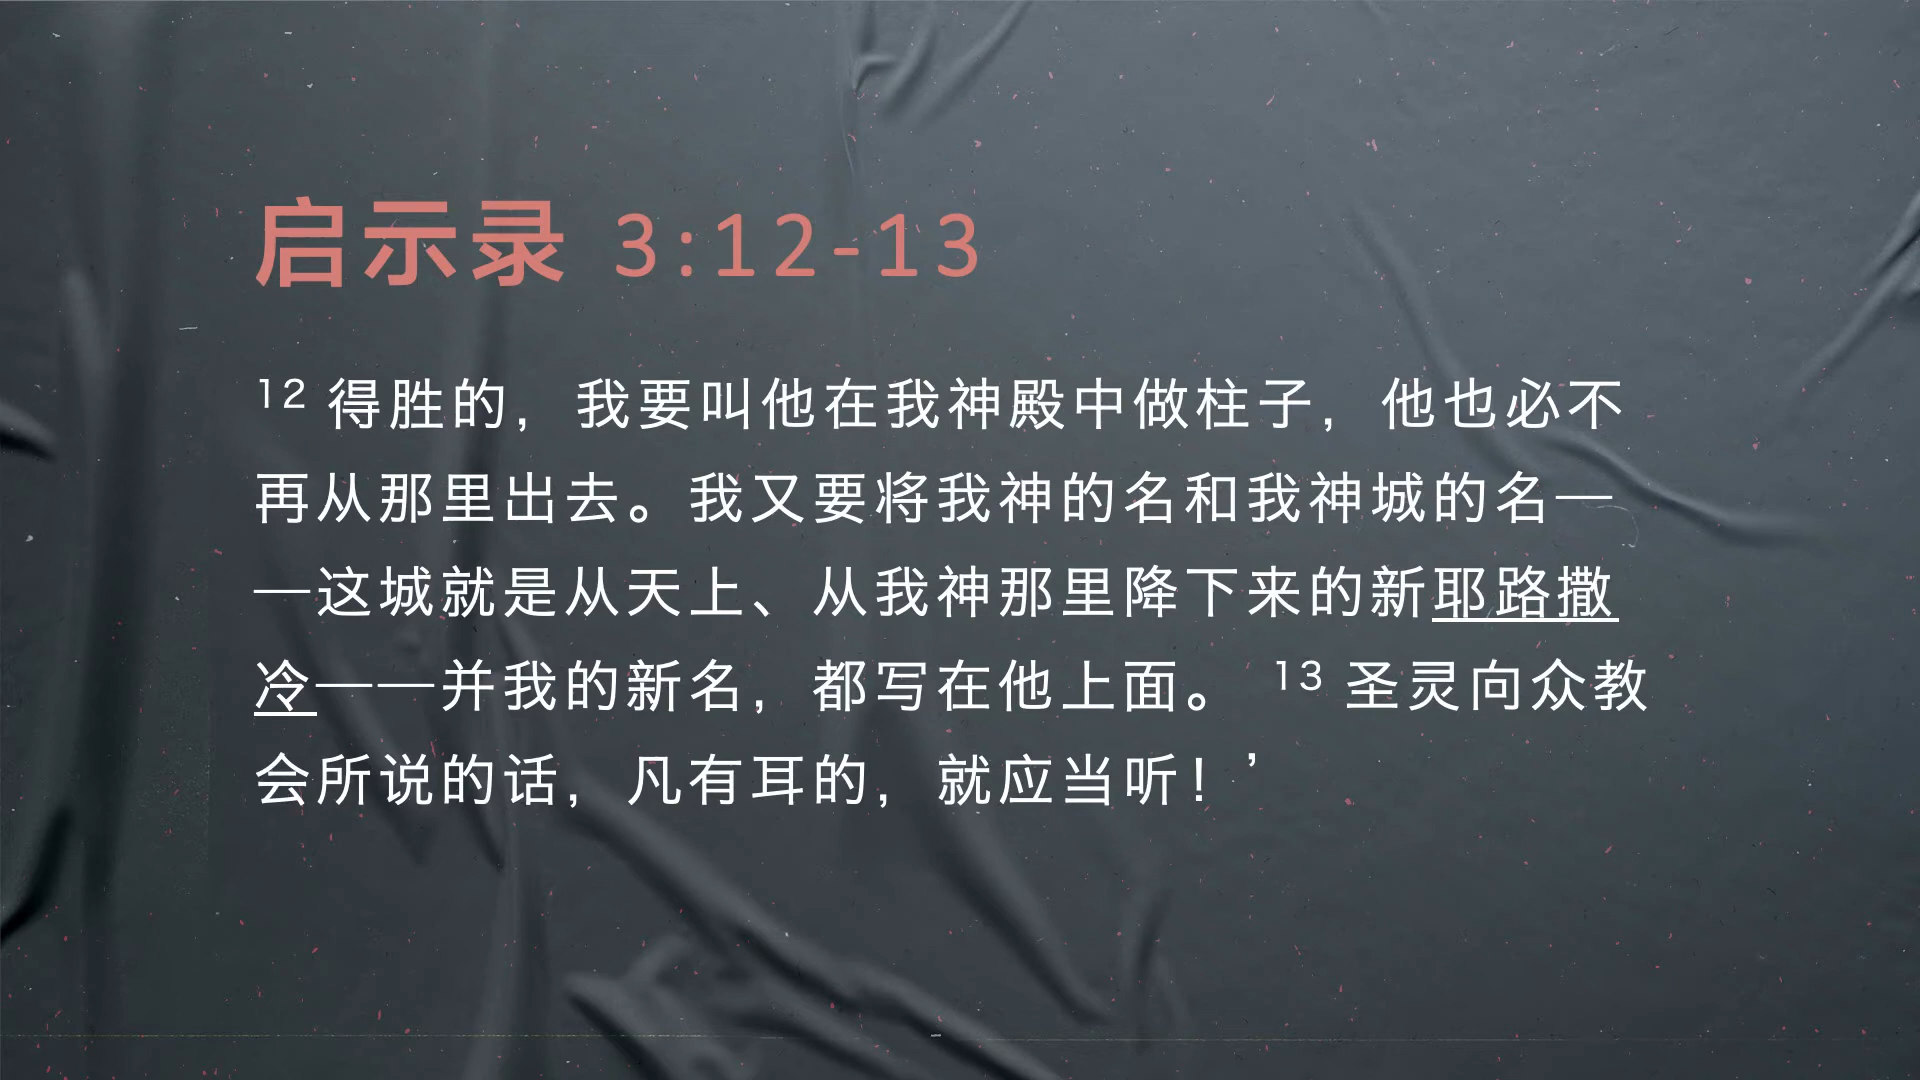 启示录 3:12-13
12 得胜的，我要叫他在我神殿中做柱子，他也必不
再从那里出去。我又要将我神的名和我神城的名—
—这城就是从天上、从我神那里降下来的新耶路撒
冷——并我的新名，都写在他上面。 13 圣灵向众教
会所说的话，凡有耳的，就应当听！’